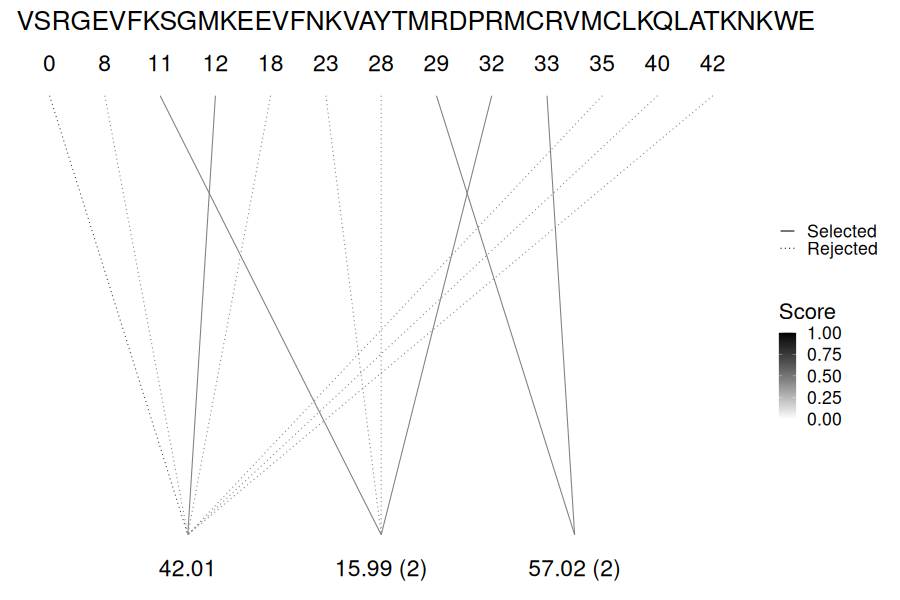 VSRGEVFKSGMKEEVFNKVAYTMRDPRMCRVMCLKQLATKNKWE
0 8 11 12 18 23 28 29 32 33 35 40 42
Selected
Rejected
Score
1.00
0.75
0.50
0.25
0.00
42.01 15.99 (2) 57.02 (2)